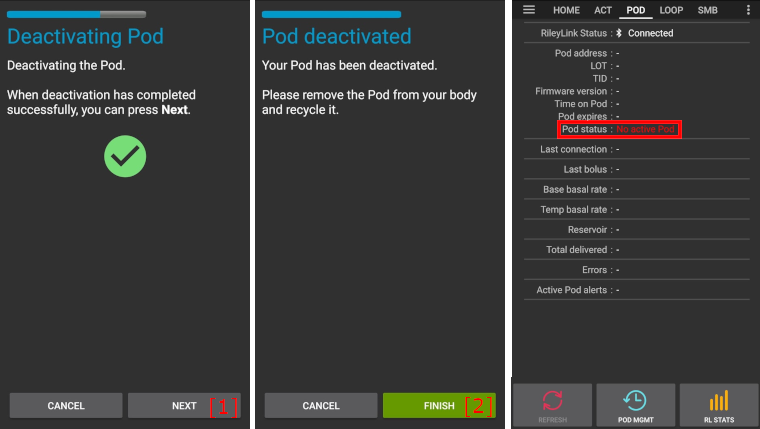 Deactivating Pod
Deactivating the Pod.
When deactivation has completed
successfully, you can press Next.
CANCEL
NEXT
[1]
Pod deactivated
Your Pod has been deactivated.
Please remove the Pod from your body
and recycle it.
CANCEL
FINISH
[2]
HOME ACT POD LOOP SMB
RileyLink Status : Connected
Pod address : -
LOT : -
TID : -
Firmware version : -
Time on Pod : -
Pod expires : -
Pod status : No active Pod
Last connection : -
Last bolus : -
Base basal rate : -
Temp basal rate : -
Reservoir : -
Total delivered : -
Errors : -
Active Pod alerts : -
REFRESH
POD MGMT
RL STATS